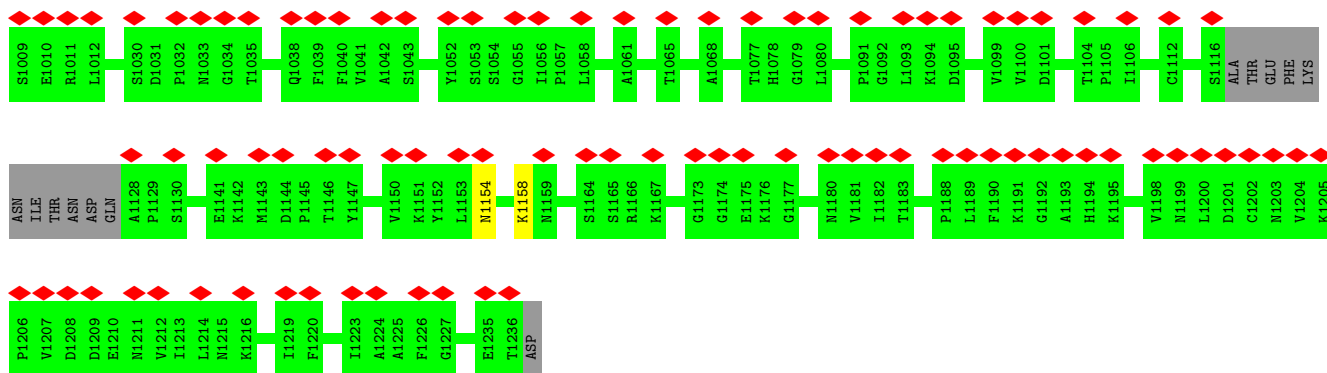 S1009 E1010 R1011 L1012 S1030 D1031 P1032 N1033 G1034 T1035 Q1038 F1039 F1040 V1041 A1042 S1043 Y1052 S1053 S1054 G1055 I1056 P1057 L1058 A1061 T1065 A1068 T1077 H1078 G1079 L1080 P1091 G1092 L1093 K1094 D1095 V1099 V1100 D1101 T1104 P1105 I1106 C1112 S1116 ALA THR GLU PHE LYS
ASN ILE THR ASN ASP GLN A1128 P1129 S1130 E1141 K1142 M1143 D1144 P1145 T1146 Y1147 V1150 K1151 Y1152 L1153 N1154 K1158 N1159 S1164 S1165 R1166 K1167 G1173 G1174 E1175 K1176 G1177 N1180 V1181 I1182 T1183 P1188 L1189 F1190 K1191 G1192 A1193 H1194 K1195 V1198 N1199 L1200 D1201 C1202 N1203 V1204 K1205
P1206 V1207 D1208 D1209 E1210 N1211 V1212 I1213 L1214 N1215 K1216 I1219 F1220 I1223 A1224 A1225 F1226 G1227 E1235 T1236 ASP